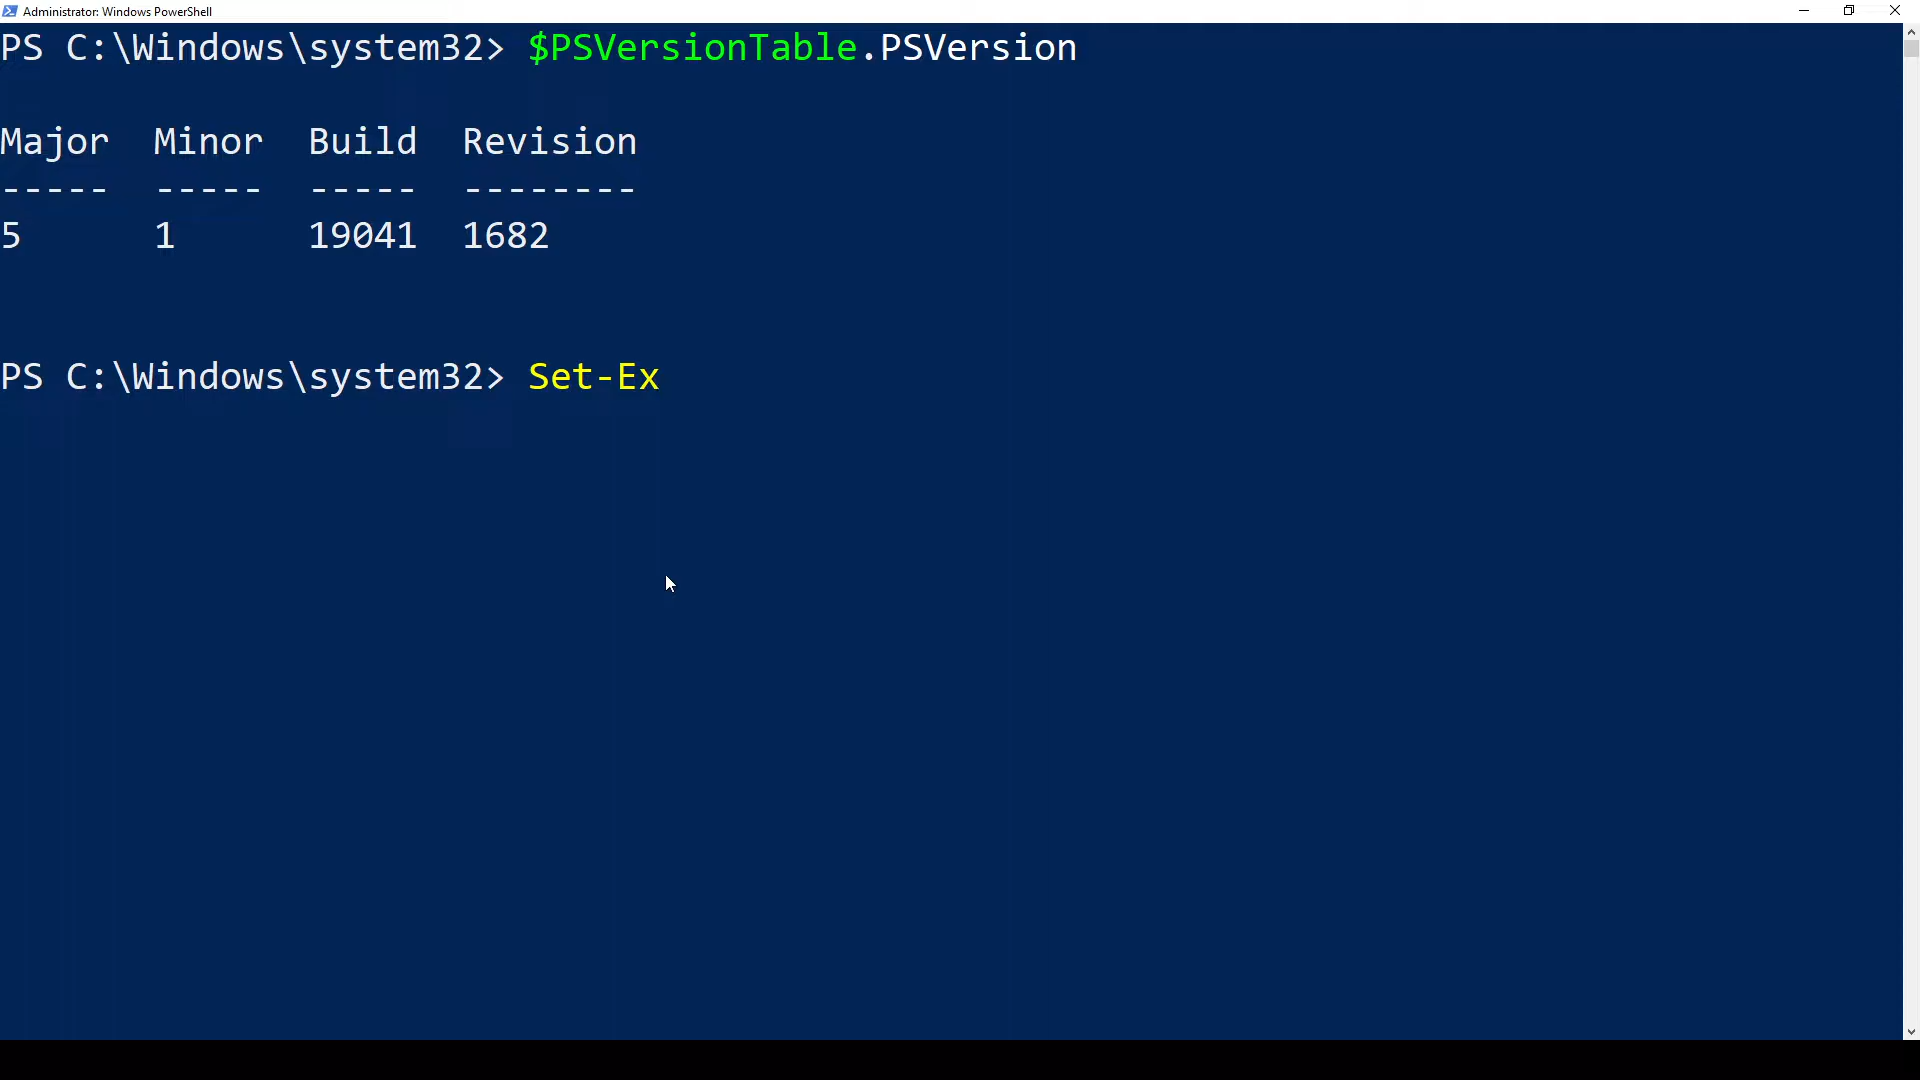 Administrator: Windows PowerShell
PS C:\Windows\system32> $PSVersionTable.PSVersion
Major  Minor  Build  Revision
-----  -----  -----  --------
5      1      19041  1682
PS C:\Windows\system32> Set-Ex